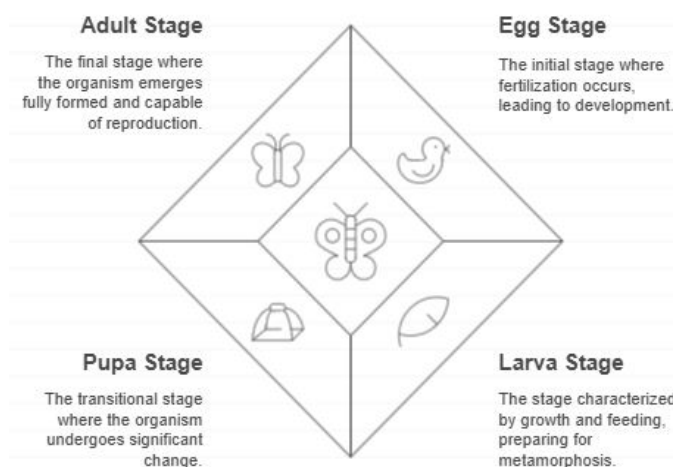 Adult Stage
The final stage where
the organism emerges
fully formed and capable
of reproduction.
Egg Stage
The initial stage where
fertilization occurs,
leading to development.
Pupa Stage
The transitional stage
where the organism
undergoes significant
change.
Larva Stage
The stage characterized
by growth and feeding,
preparing for
metamorphosis.